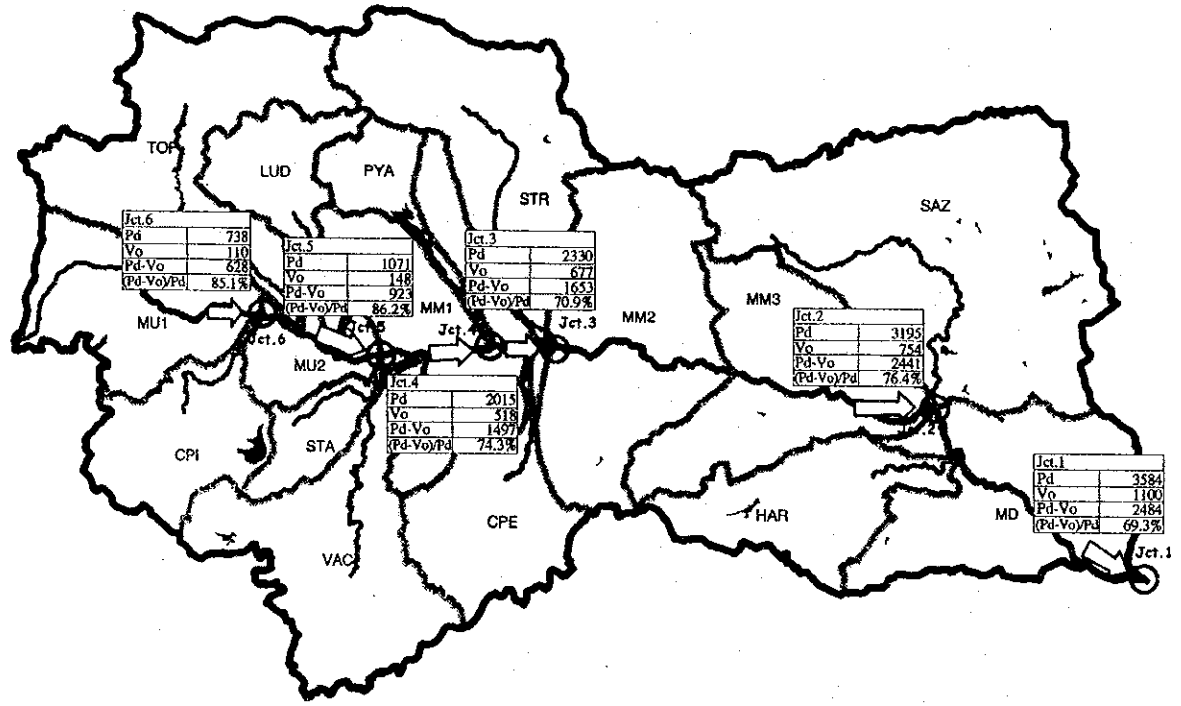 TOP
LUD
PYA
STR
SAZ
Jct.6
Pd 738
Vo 110
Pd-Vo 628
(Pd-Vo)/Pd 85.1%
Jct.5
Pd 1071
Vo 148
Pd-Vo 923
(Pd-Vo)/Pd 86.2%
Jct.3
Pd 2330
Vo 677
Pd-Vo 1653
(Pd-Vo)/Pd 70.9%
MM1
MM2
MM3
Jct.2
Pd 3195
Vo 754
Pd-Vo 2441
(Pd-Vo)/Pd 76.4%
MU1
Jct.6
Jct.5
Jct.4
Jct.3
MU2
Jct.4
Pd 2015
Vo 518
Pd-Vo 1497
(Pd-Vo)/Pd 74.3%
Jct.2
CPI
STA
VAC
CPE
HAR
MD
Jct.1
Pd 3584
Vo 1100
Pd-Vo 2484
(Pd-Vo)/Pd 69.3%
Jct.1